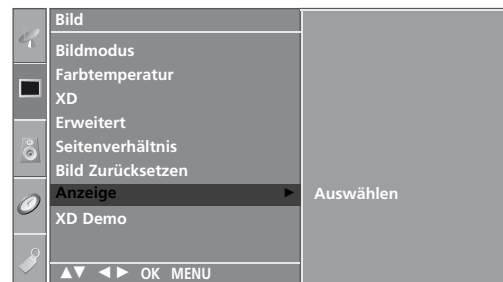 Bild
Bildmodus
Farbtemperatur
XD
Erweitert
Seitenverhältnis
Bild Zurücksetzen
Anzeige ► Auswählen
XD Demo
▲▼ ◄► OK MENU